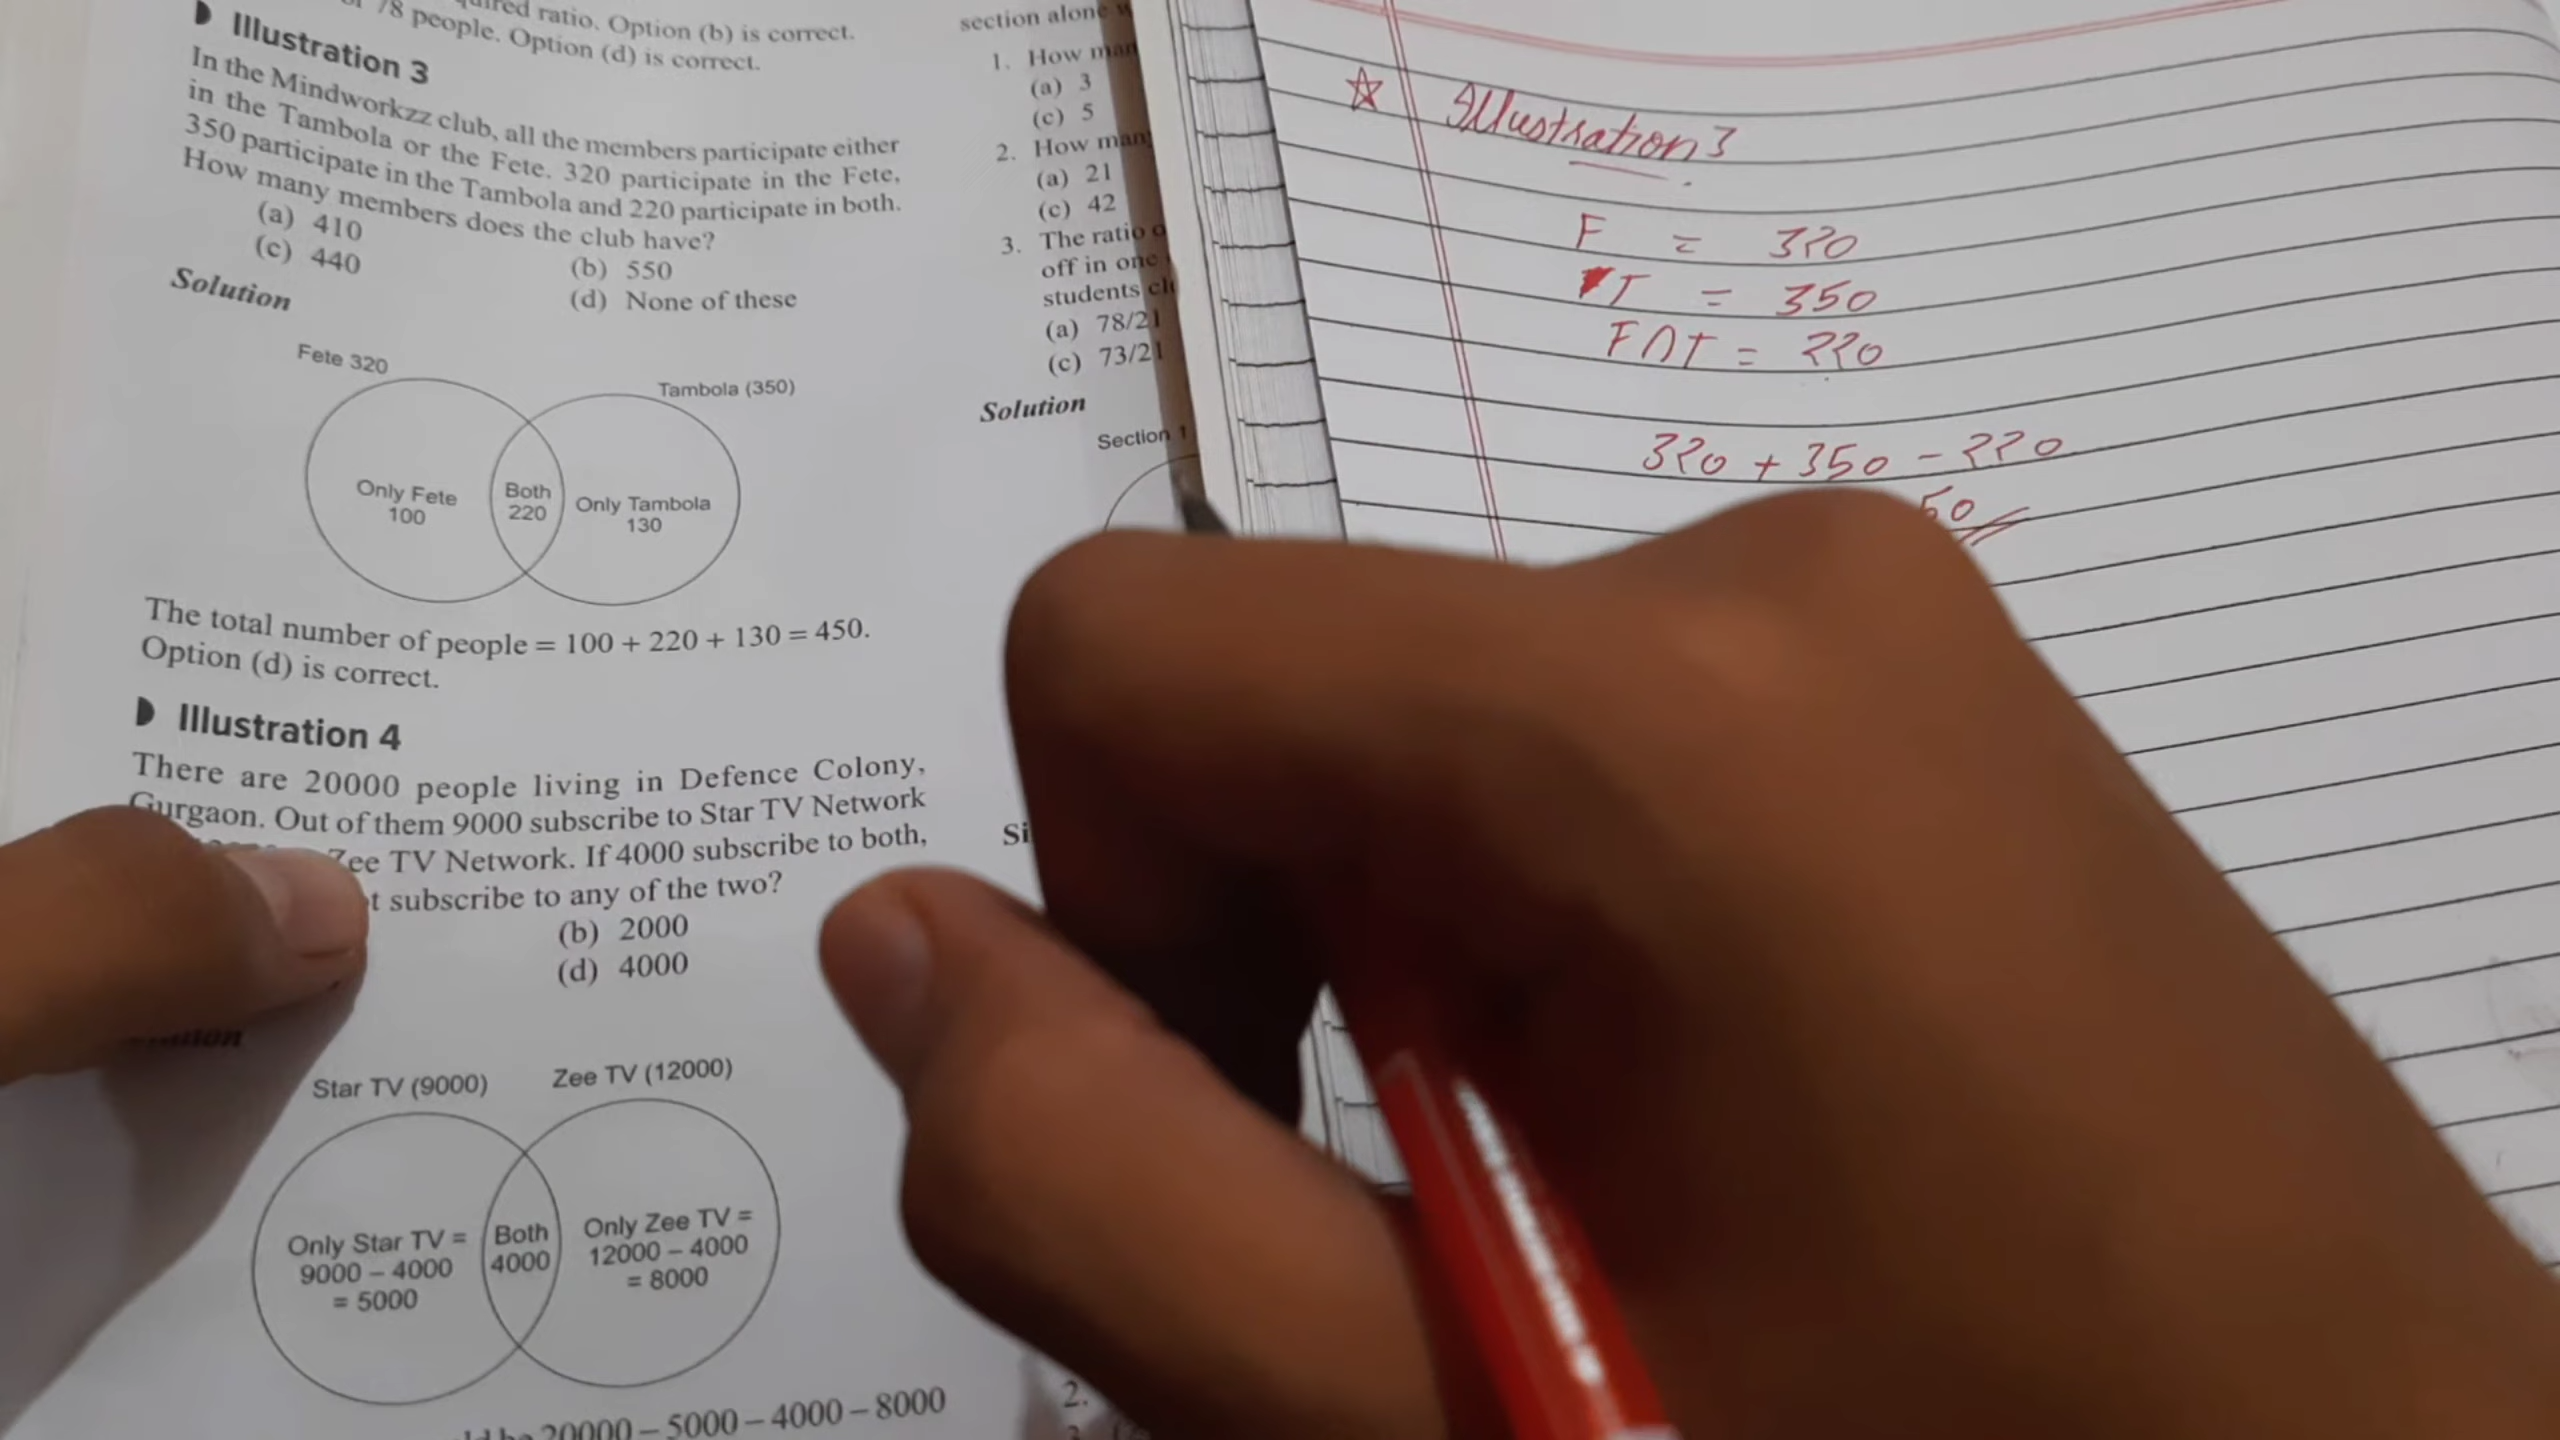 78 people. Option (d) is correct.
ratio. Option (b) is correct.
Illustration 3
In the Mindworkzz club, all the members participate either
in the Tambola or the Fete. 320 participate in the Fete,
350 participate in the Tambola and 220 participate in both.
How many members does the club have?
(a) 410
(b) 550
(c) 440
(d) None of these
Solution
Fete 320
Tambola (350)
Only Fete
100
Both
220
Only Tambola
130
The total number of people = 100 + 220 + 130 = 450.
Option (d) is correct.
Illustration 4
There are 20000 people living in Defence Colony,
Gurgaon. Out of them 9000 subscribe to Star TV Network
Zee TV Network. If 4000 subscribe to both,
subscribe to any of the two?
(b) 2000
(d) 4000
Star TV (9000)
Zee TV (12000)
Only Star TV =
9000 – 4000
= 5000
Both
4000
Only Zee TV =
12000 – 4000
= 8000
20000 – 5000 – 4000 – 8000
section alone
1. How man
(a) 3
(c) 5
2. How man
(a) 21
(c) 42
3. The ratio
off in one
students
(a) 78/21
(c) 73/21
Solution
Section 1
2.
Illustration 3
F = 320
T = 350
F∩T = 220
320 + 350 - 220
50